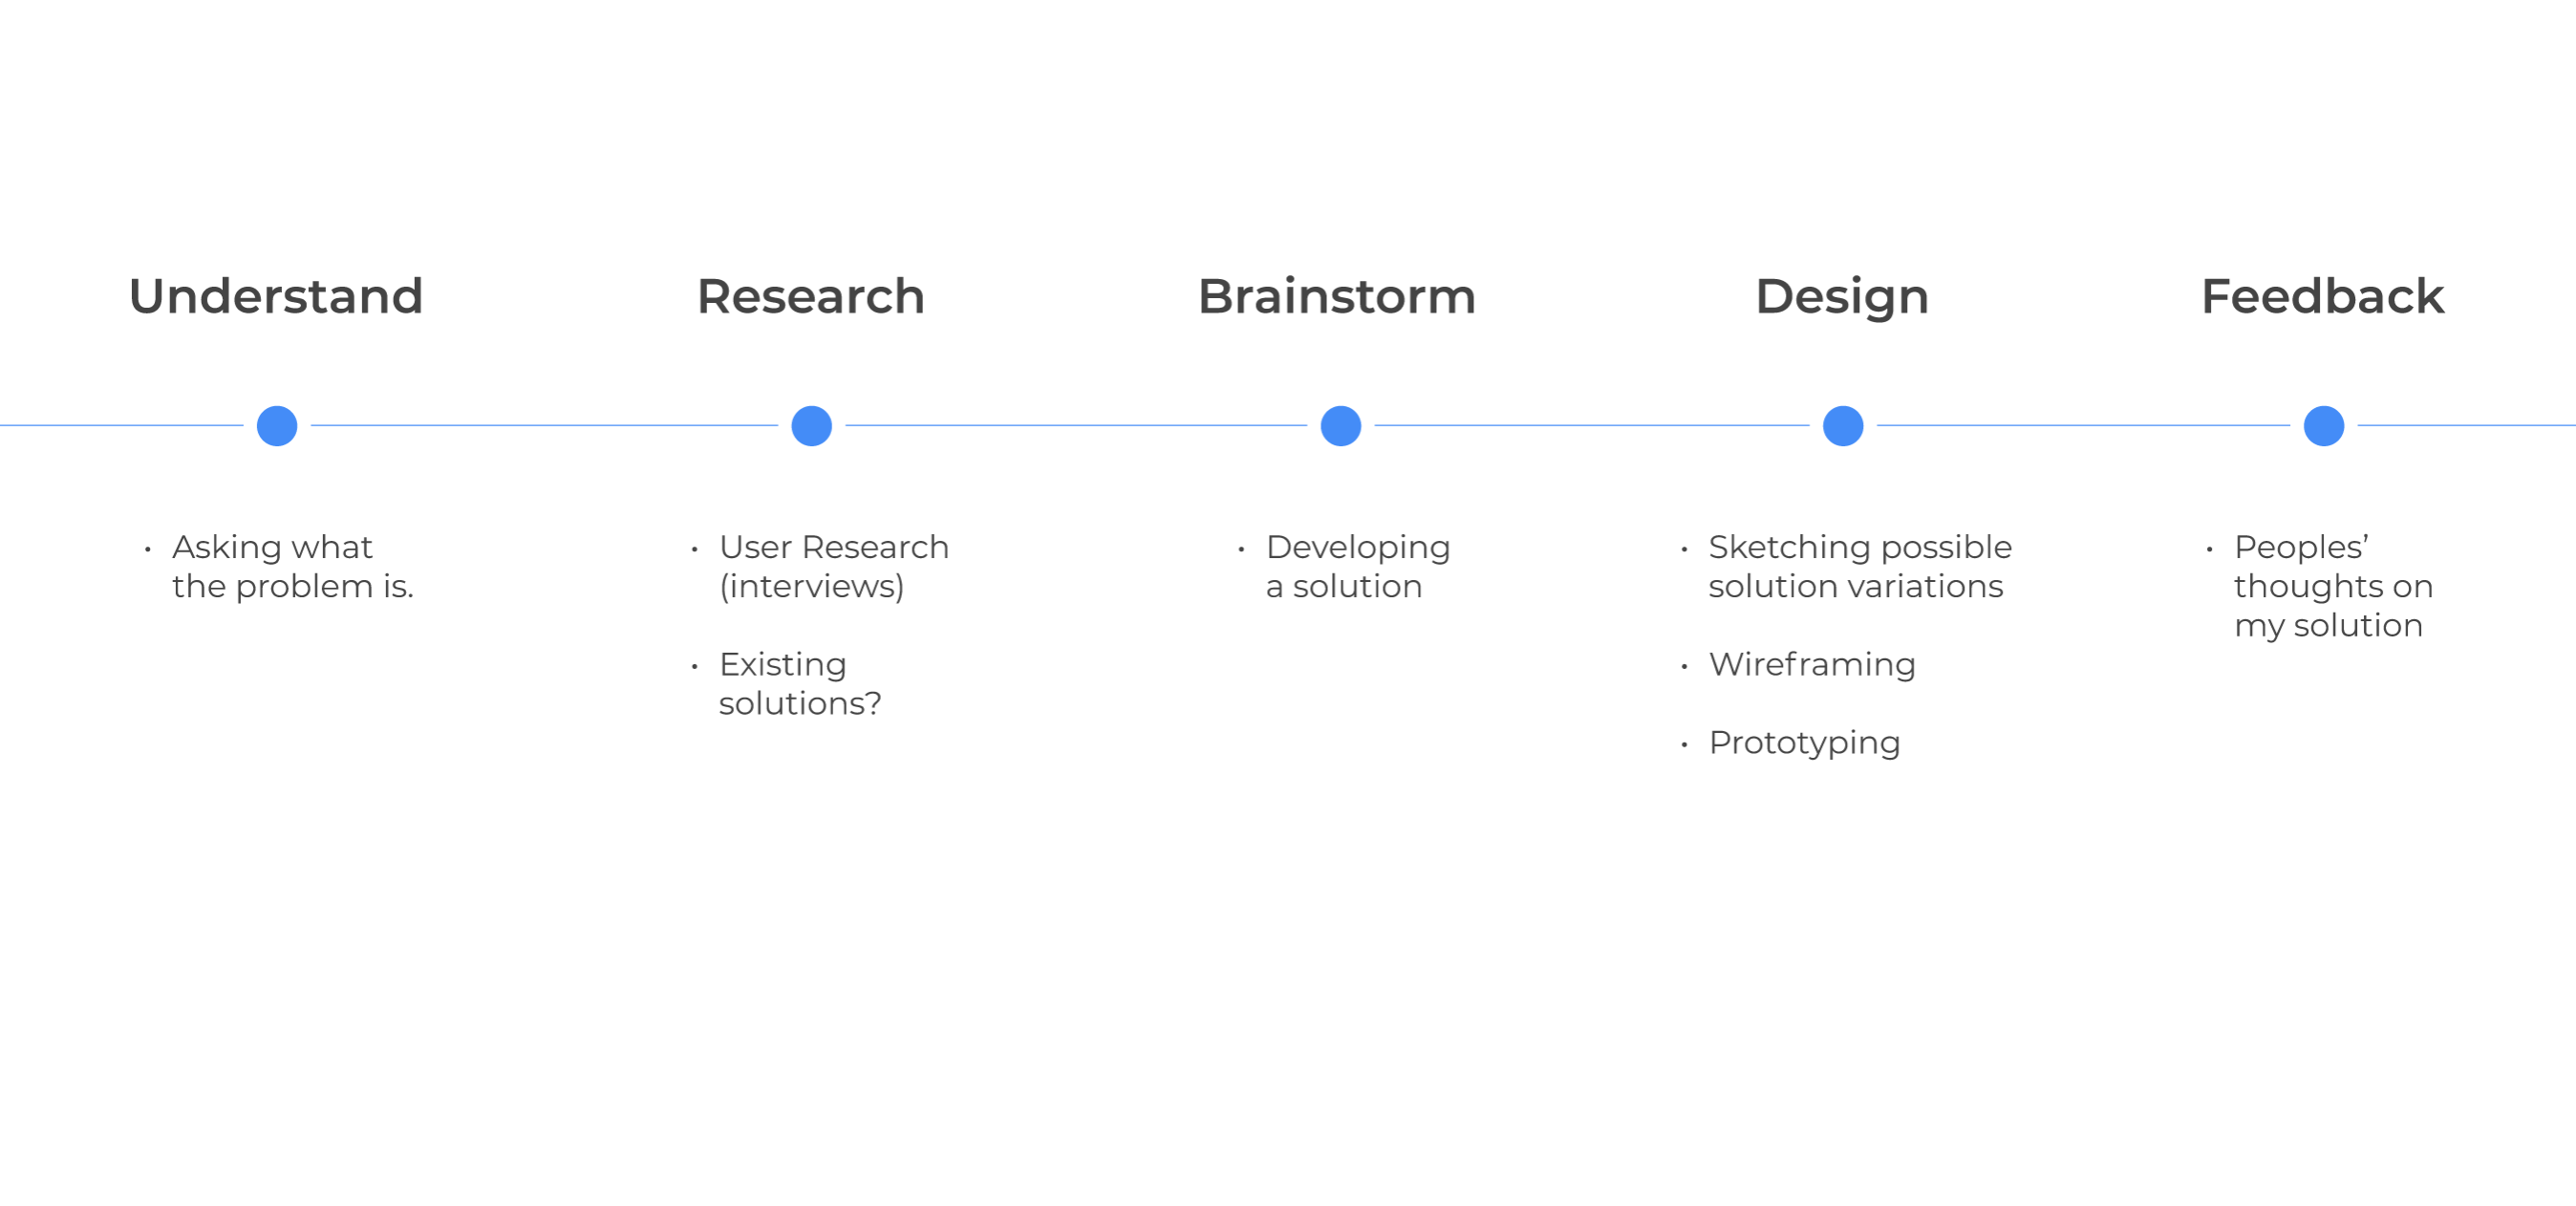 Understand
Research
Brainstorm
Design
Feedback
• Asking what
the problem is.
• User Research
(interviews)
• Existing
solutions?
• Developing
a solution
• Sketching possible
solution variations
• Wireframing
• Prototyping
• Peoples’
thoughts on
my solution